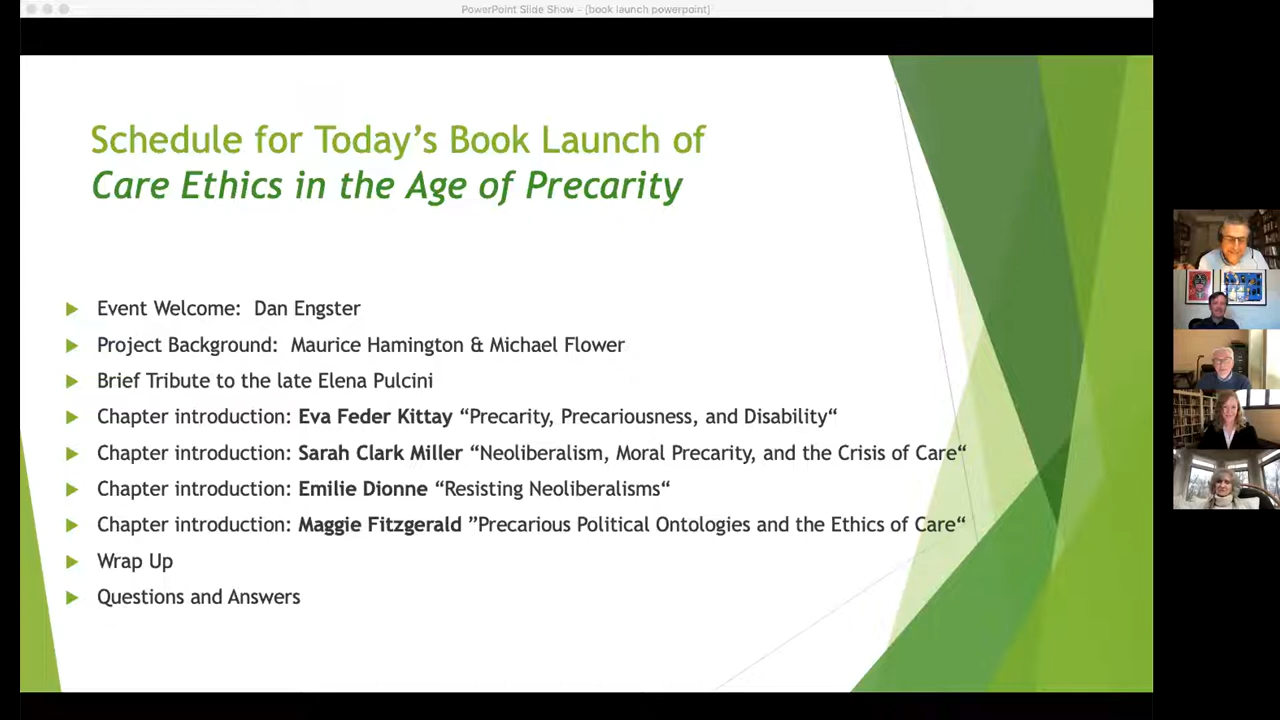 PowerPoint Slide Show - [book launch powerpoint]
Schedule for Today’s Book Launch of
Care Ethics in the Age of Precarity
Event Welcome: Dan Engster
Project Background: Maurice Hamington & Michael Flower
Brief Tribute to the late Elena Pulcini
Chapter introduction: Eva Feder Kittay “Precarity, Precariousness, and Disability“
Chapter introduction: Sarah Clark Miller “Neoliberalism, Moral Precarity, and the Crisis of Care“
Chapter introduction: Emilie Dionne “Resisting Neoliberalisms“
Chapter introduction: Maggie Fitzgerald ”Precarious Political Ontologies and the Ethics of Care“
Wrap Up
Questions and Answers